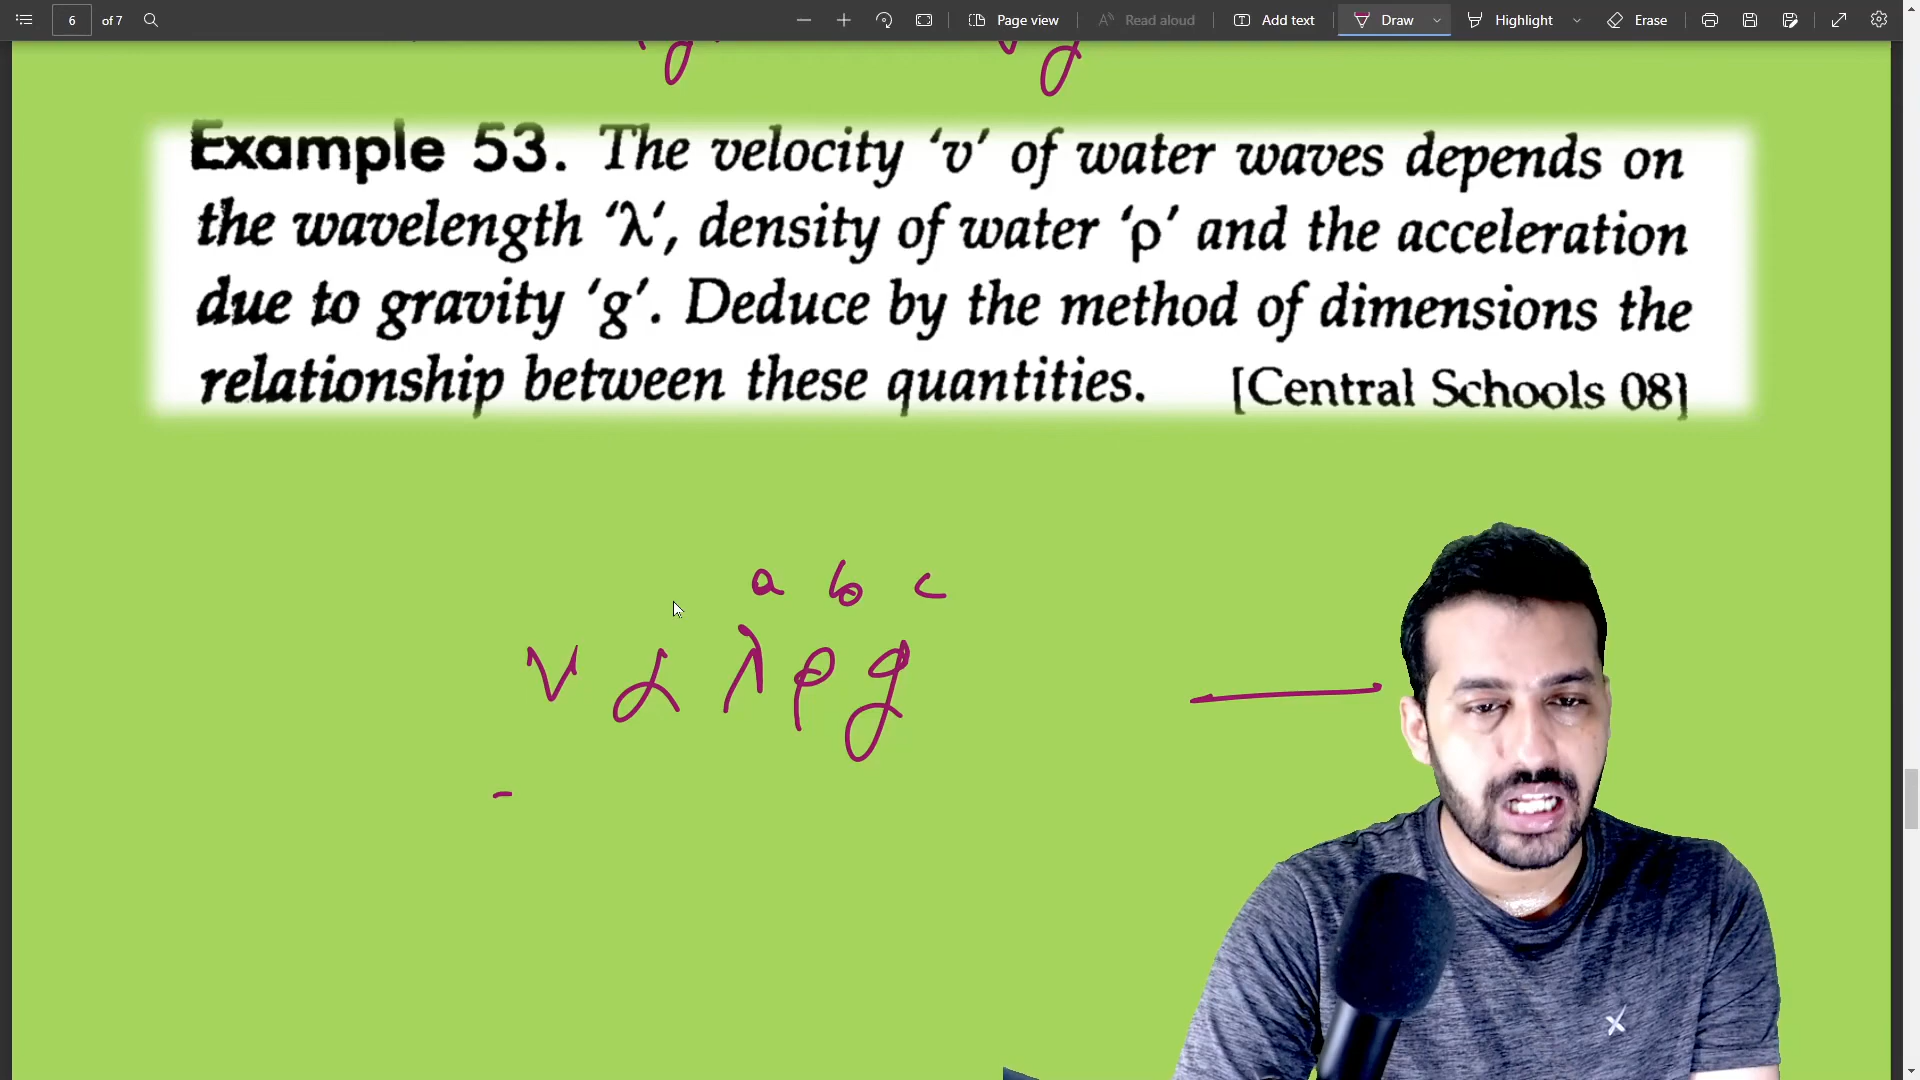 6 of 7 Page view Read aloud Add text Draw Highlight Erase
Example 53. The velocity 'v' of water waves depends on
the wavelength 'λ', density of water 'ρ' and the acceleration
due to gravity 'g'. Deduce by the method of dimensions the
relationship between these quantities. [Central Schools 08]
a b c
v α λ ρ g